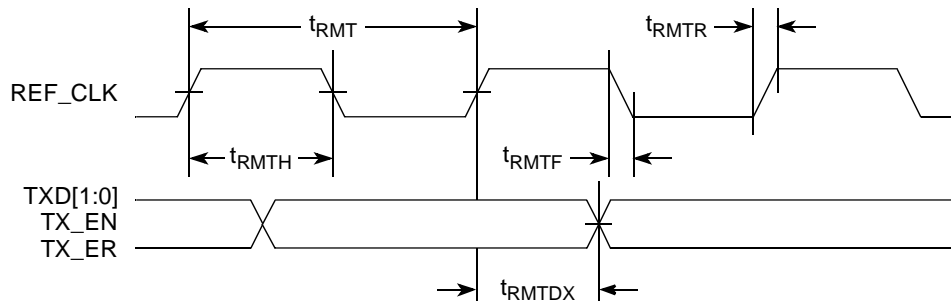 tRMT
tRMTR
REF_CLK
tRMTH
tRMTF
TXD[1:0]
TX_EN
TX_ER
tRMTDX